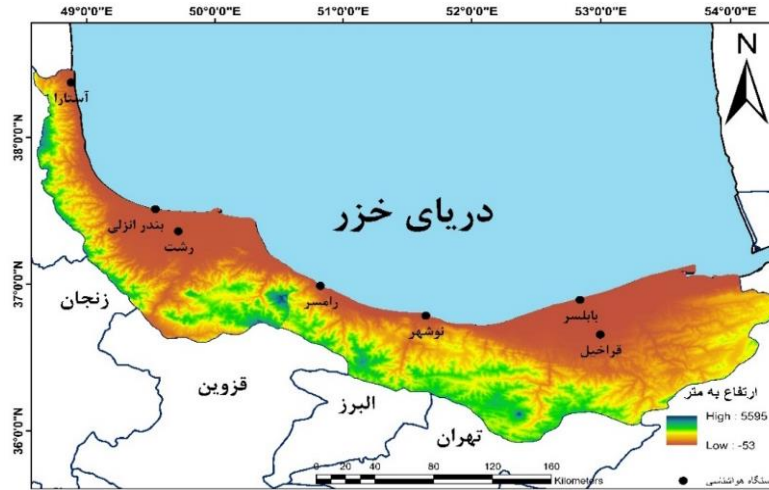 49°0'0"E 50°0'0"E 51°0'0"E 52°0'0"E 53°0'0"E 54°0'0"E
N
38°0'0"N
37°0'0"N
36°0'0"N
آستارا
بندر انزلی
رشت
دریای خزر
رامسر
نوشهر
بابلسر
قراخیل
زنجان
قزوین
البرز
تهران
ارتفاع به متر
High : 5595
Low : -53
0 20 40 80 120 160
Kilometers